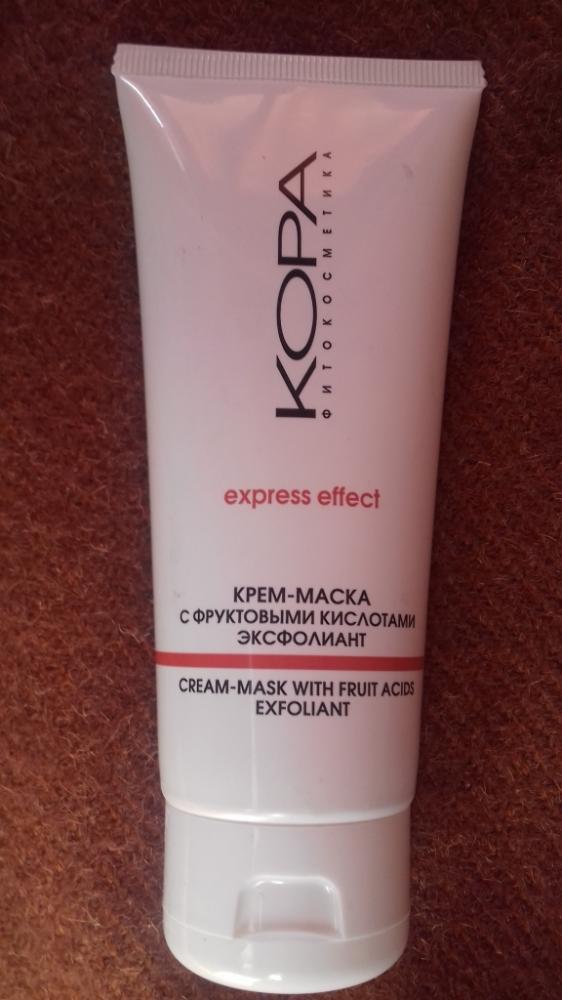 КОРА
ФИТОКОСМЕТИКА
express effect
КРЕМ-МАСКА
С ФРУКТОВЫМИ КИСЛОТАМИ
ЭКСФОЛИАНТ
CREAM-MASK WITH FRUIT ACIDS
EXFOLIANT